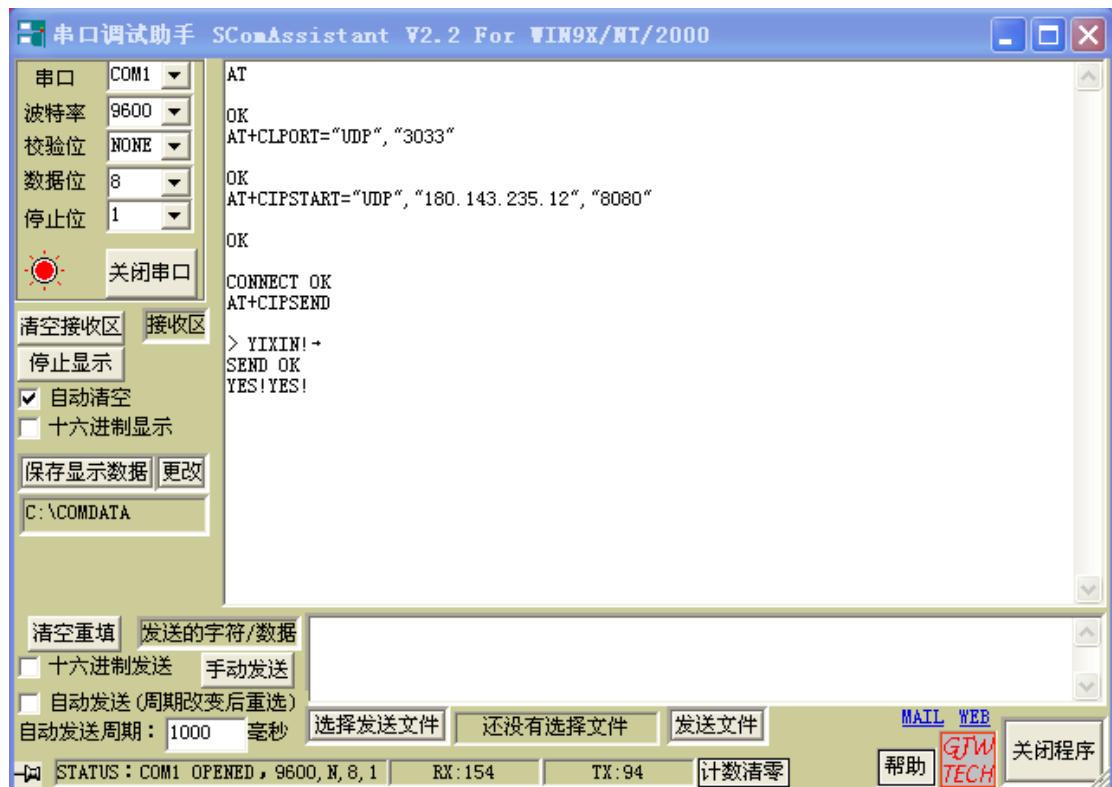 串口调试助手 SComAssistant V2.2 For WIN9X/NT/2000
串口 COM1
波特率 9600
校验位 NONE
数据位 8
停止位 1
关闭串口
清空接收区 接收区
停止显示
自动清空
十六进制显示
保存显示数据 更改
C:\COMDATA
AT
OK
AT+CLPORT="UDP","3033"
OK
AT+CIPSTART="UDP","180.143.235.12","8080"
OK
CONNECT OK
AT+CIPSEND
> YIXIN!→
SEND OK
YES!YES!
清空重填 发送的字符/数据
十六进制发送 手动发送
自动发送(周期改变后重选)
自动发送周期: 1000 毫秒 选择发送文件 还没有选择文件 发送文件
MAIL WEB
帮助 GJW TECH 关闭程序
STATUS:COM1 OPENED,9600,N,8,1 RX:154 TX:94 计数清零